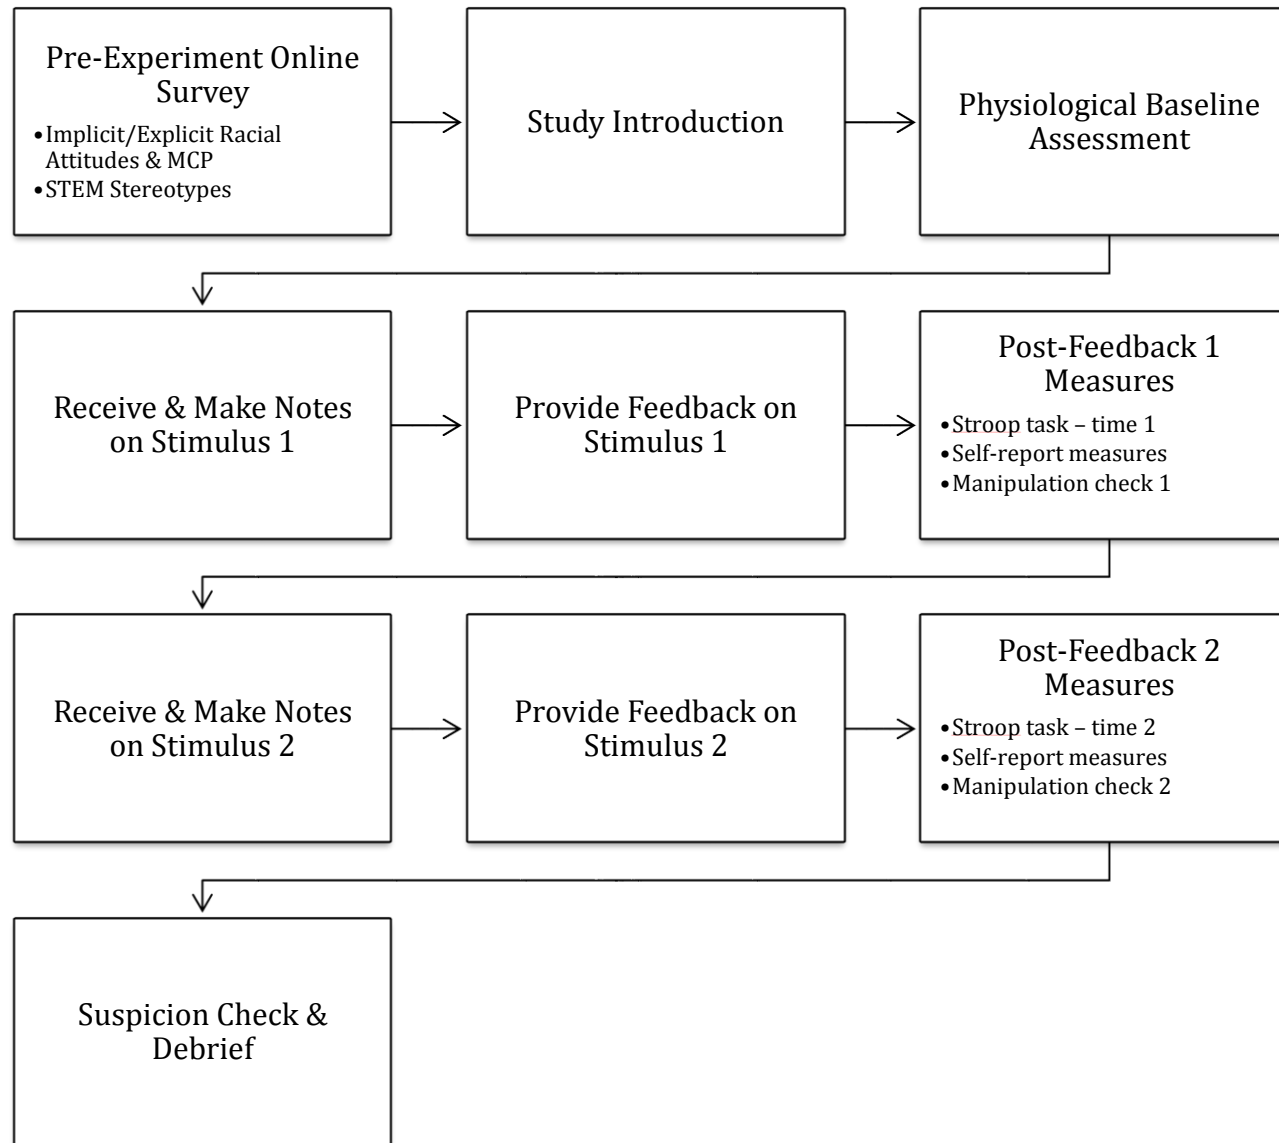 Pre-Experiment Online
Survey
•Implicit/Explicit Racial
Attitudes & MCP
•STEM Stereotypes
Study Introduction
Physiological Baseline
Assessment
Receive & Make Notes
on Stimulus 1
Provide Feedback on
Stimulus 1
Post-Feedback 1
Measures
•Stroop task – time 1
•Self-report measures
•Manipulation check 1
Receive & Make Notes
on Stimulus 2
Provide Feedback on
Stimulus 2
Post-Feedback 2
Measures
•Stroop task – time 2
•Self-report measures
•Manipulation check 2
Suspicion Check &
Debrief